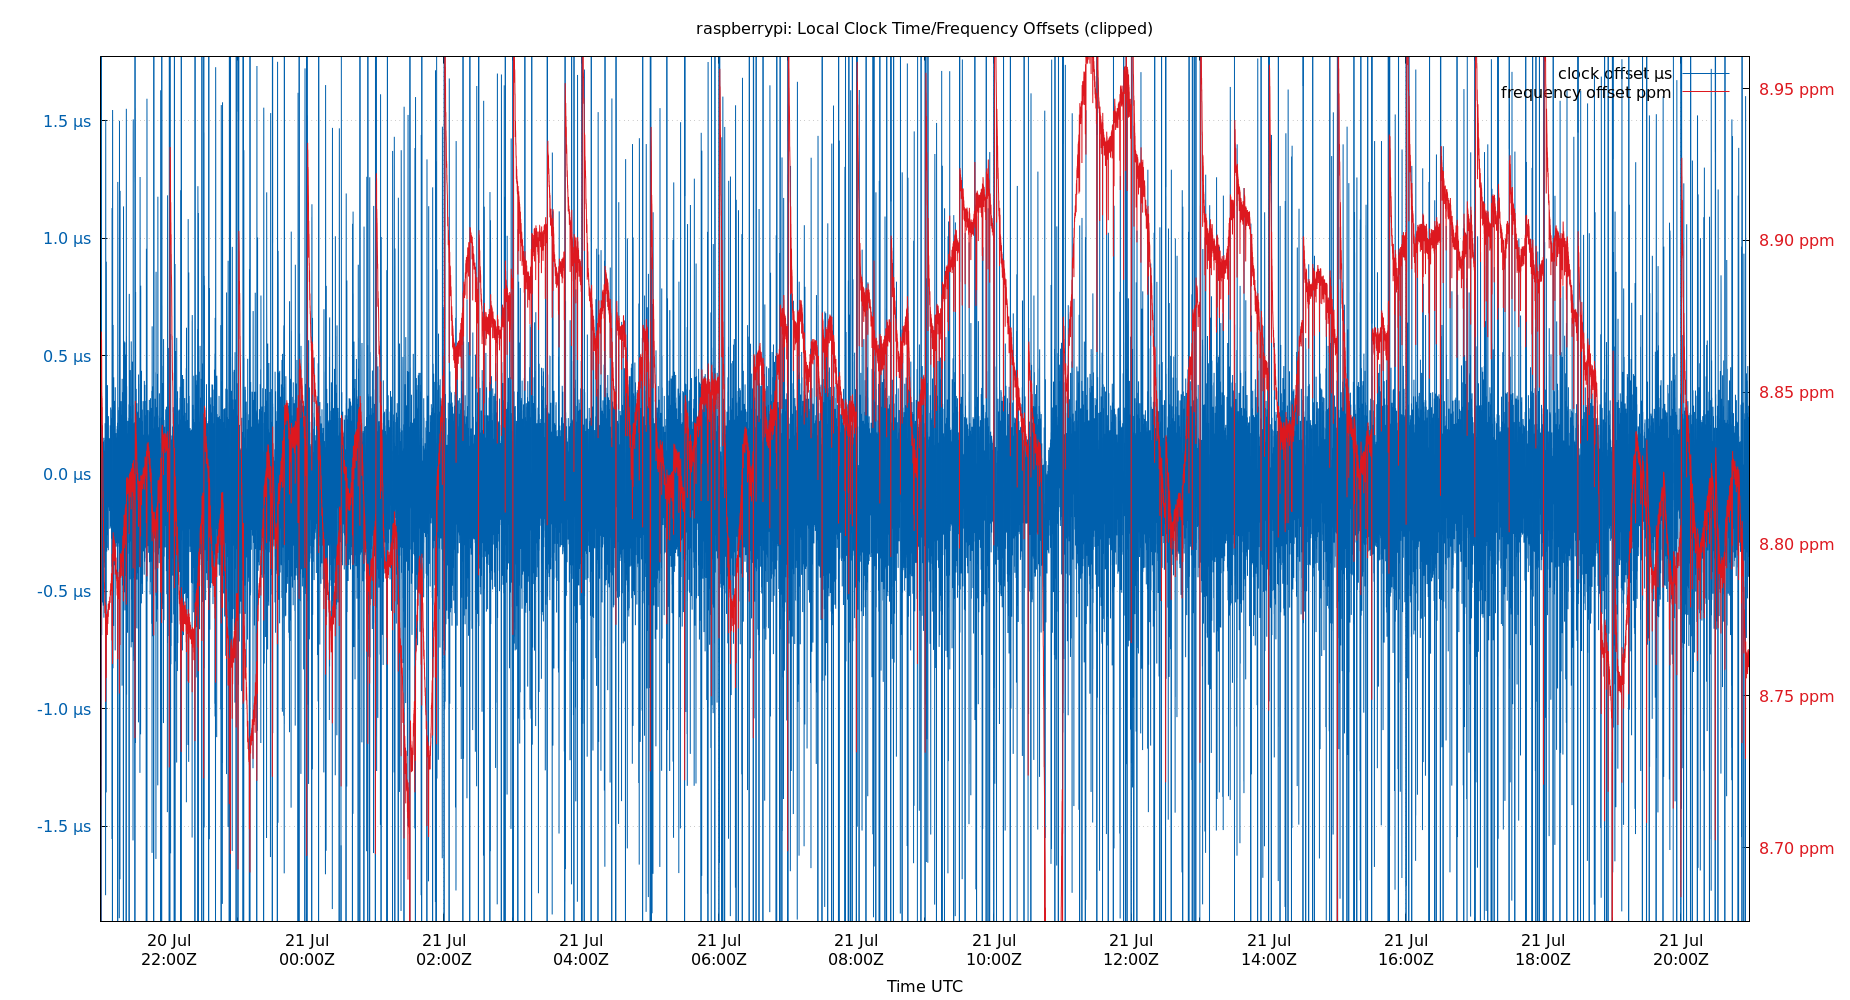 raspberrypi: Local Clock Time/Frequency Offsets (clipped)
clock offset µs
frequency offset ppm
1.5 µs
1.0 µs
0.5 µs
0.0 µs
-0.5 µs
-1.0 µs
-1.5 µs
8.95 ppm
8.90 ppm
8.85 ppm
8.80 ppm
8.75 ppm
8.70 ppm
20 Jul 21 Jul 21 Jul 21 Jul 21 Jul 21 Jul 21 Jul 21 Jul 21 Jul 21 Jul 21 Jul 21 Jul
22:00Z 00:00Z 02:00Z 04:00Z 06:00Z 08:00Z 10:00Z 12:00Z 14:00Z 16:00Z 18:00Z 20:00Z
Time UTC